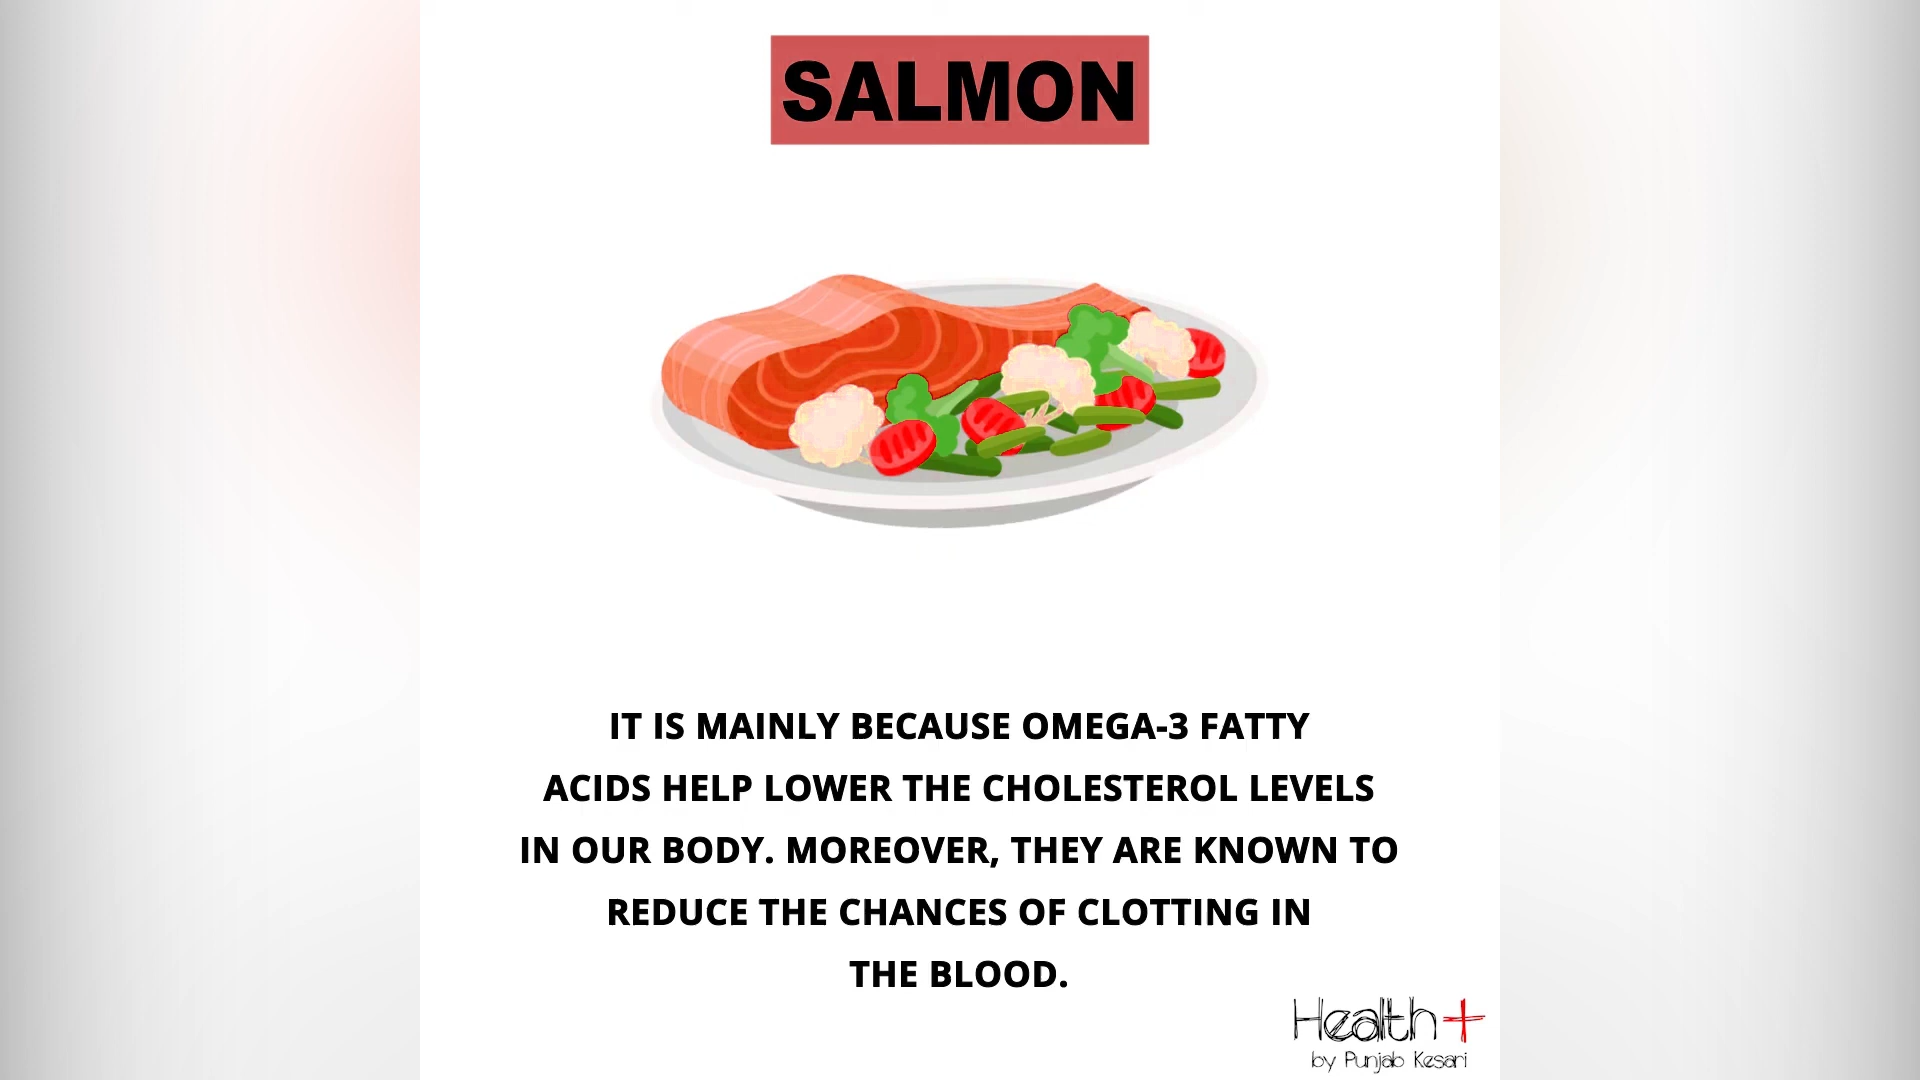 SALMON
IT IS MAINLY BECAUSE OMEGA-3 FATTY
ACIDS HELP LOWER THE CHOLESTEROL LEVELS
IN OUR BODY. MOREOVER, THEY ARE KNOWN TO
REDUCE THE CHANCES OF CLOTTING IN
THE BLOOD.
Health+
by Punjab Kesari